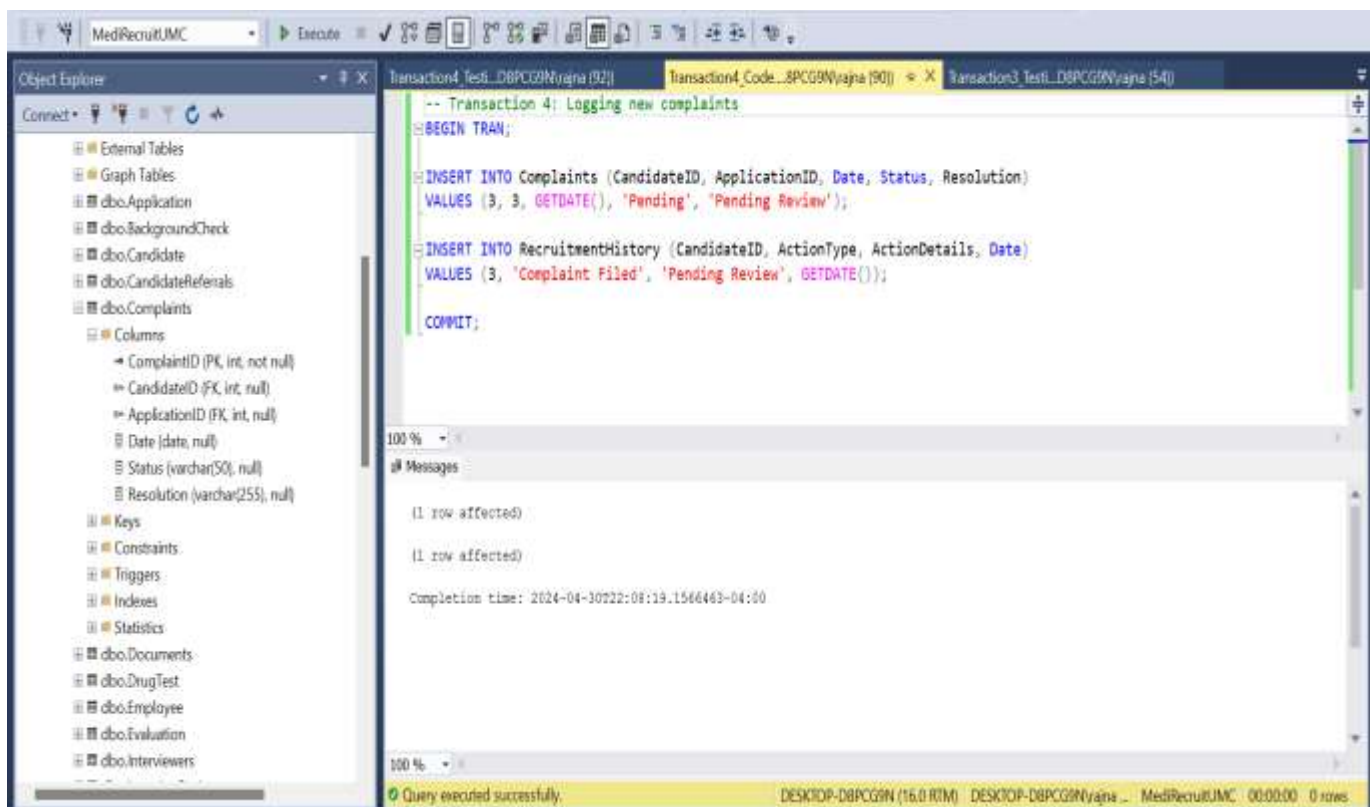 MediRecruitUMC
Execute
Object Explorer
Connect
External Tables
Graph Tables
dbo.Application
dbo.BackgroundCheck
dbo.Candidate
dbo.CandidateReferrals
dbo.Complaints
Columns
ComplaintID (PK, int, not null)
CandidateID (FK, int, null)
ApplicationID (FK, int, null)
Date (date, null)
Status (varchar(50), null)
Resolution (varchar(255), null)
Keys
Constraints
Triggers
Indexes
Statistics
dbo.Documents
dbo.DrugTest
dbo.Employee
dbo.Evaluation
dbo.Interviewers
Transaction4_Testi...D8PCG9N\rajna (92))
Transaction4_Code...8PCG9N\rajna (90))
Transaction3_Testi...D8PCG9N\rajna (54))
-- Transaction 4: Logging new complaints
BEGIN TRAN;
INSERT INTO Complaints (CandidateID, ApplicationID, Date, Status, Resolution)
VALUES (3, 3, GETDATE(), 'Pending', 'Pending Review');
INSERT INTO RecruitmentHistory (CandidateID, ActionType, ActionDetails, Date)
VALUES (3, 'Complaint Filed', 'Pending Review', GETDATE());
COMMIT;
100 %
Messages
(1 row affected)
(1 row affected)
Completion time: 2024-04-30T22:08:19.1566463-04:00
100 %
Query executed successfully.
DESKTOP-D8PCG9N (16.0 RTM)
DESKTOP-D8PCG9N\rajna ...
MediRecruitUMC
00:00:00
0 rows